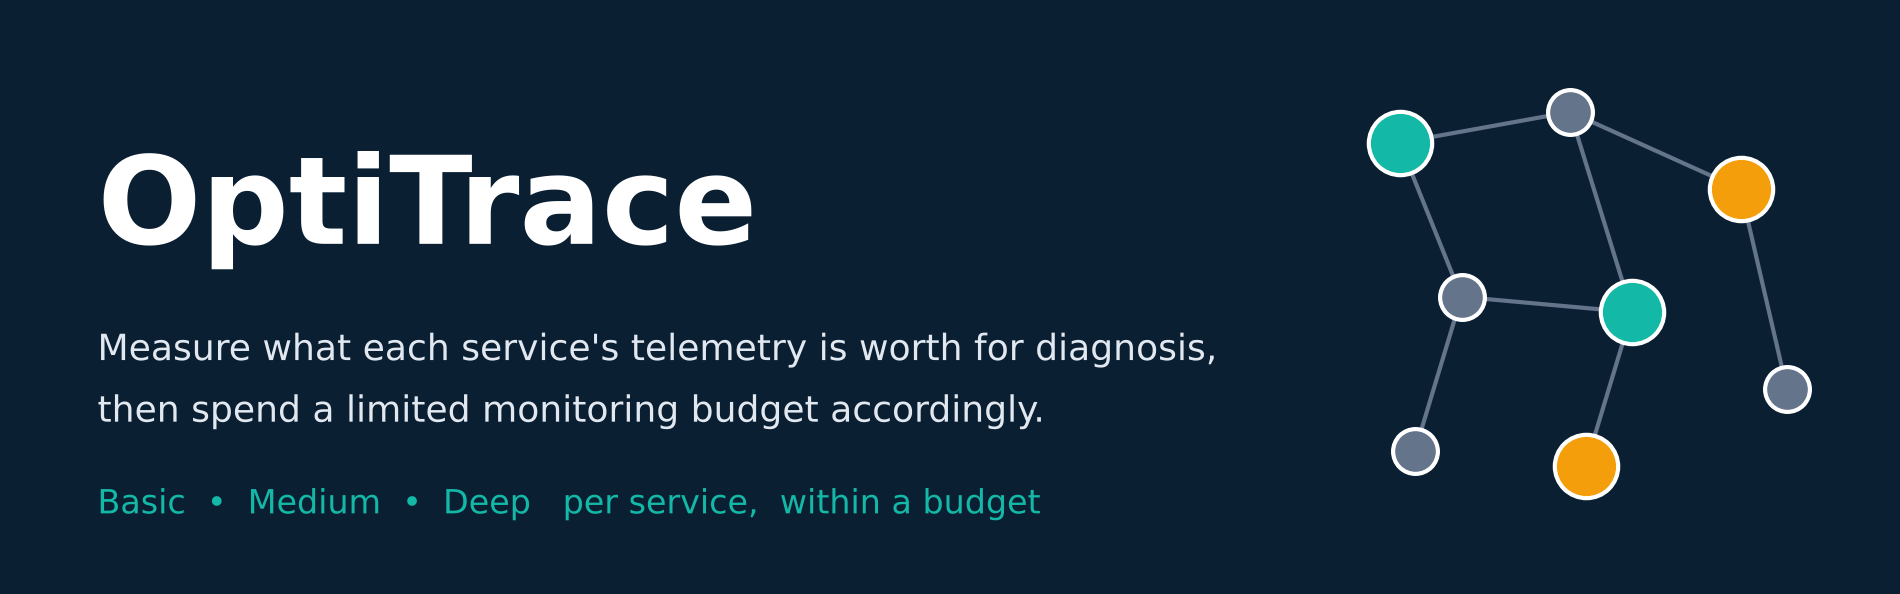 OptiTrace
Measure what each service's telemetry is worth for diagnosis,
then spend a limited monitoring budget accordingly.
Basic • Medium • Deep per service, within a budget